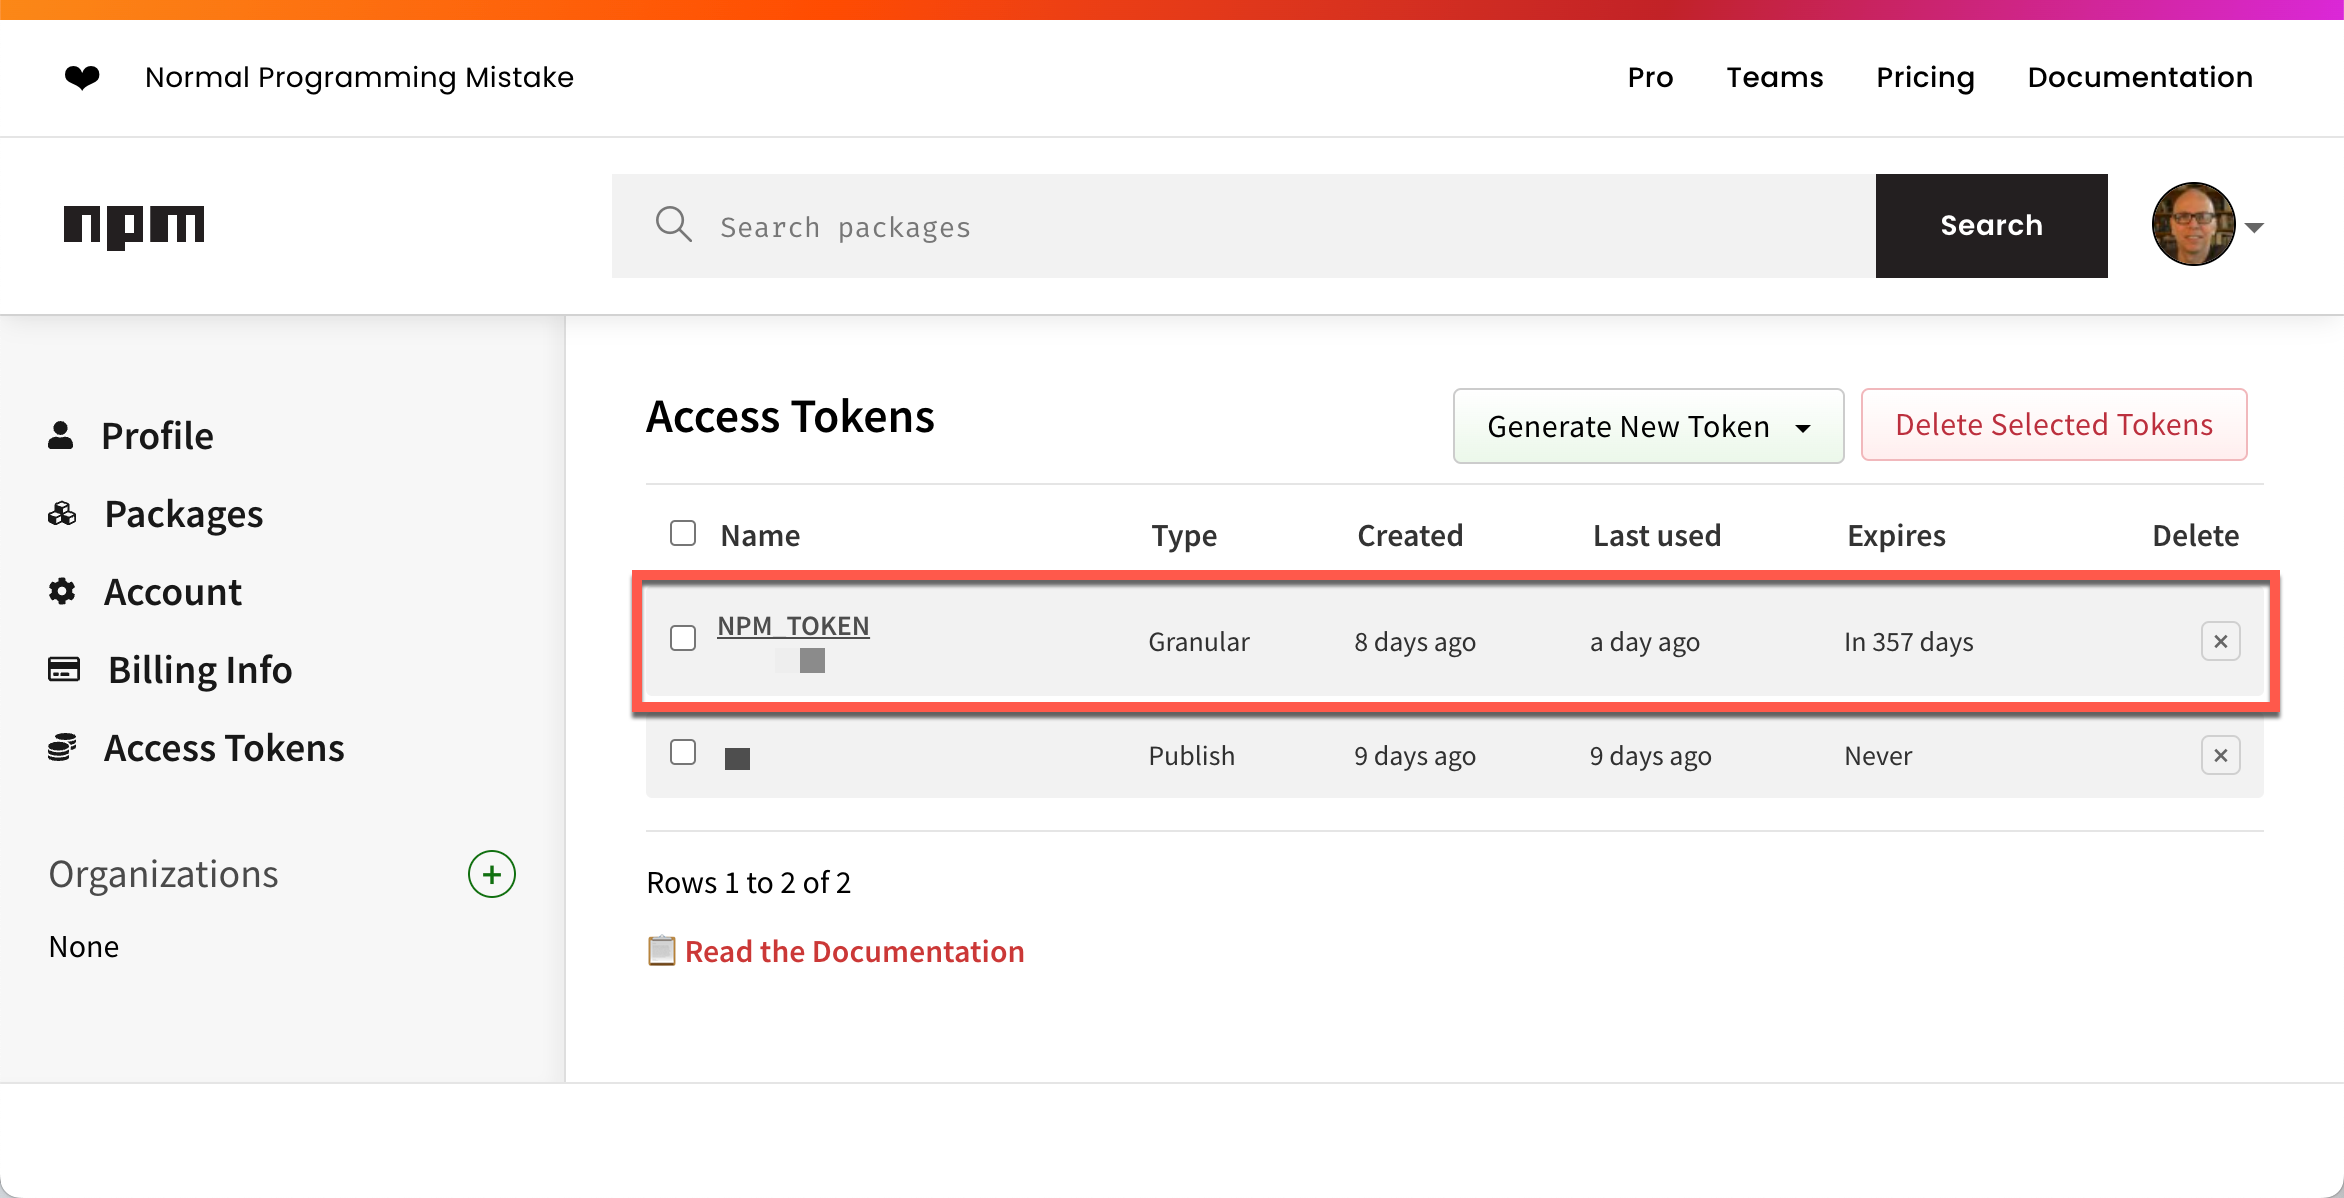 Normal Programming Mistake
Pro Teams Pricing Documentation
npm
Search packages
Search
Profile
Packages
Account
Billing Info
Access Tokens
Organizations
None
Access Tokens
Generate New Token
Delete Selected Tokens
Name Type Created Last used Expires Delete
NPM_TOKEN Granular 8 days ago a day ago In 357 days ×
Publish 9 days ago 9 days ago Never ×
Rows 1 to 2 of 2
Read the Documentation